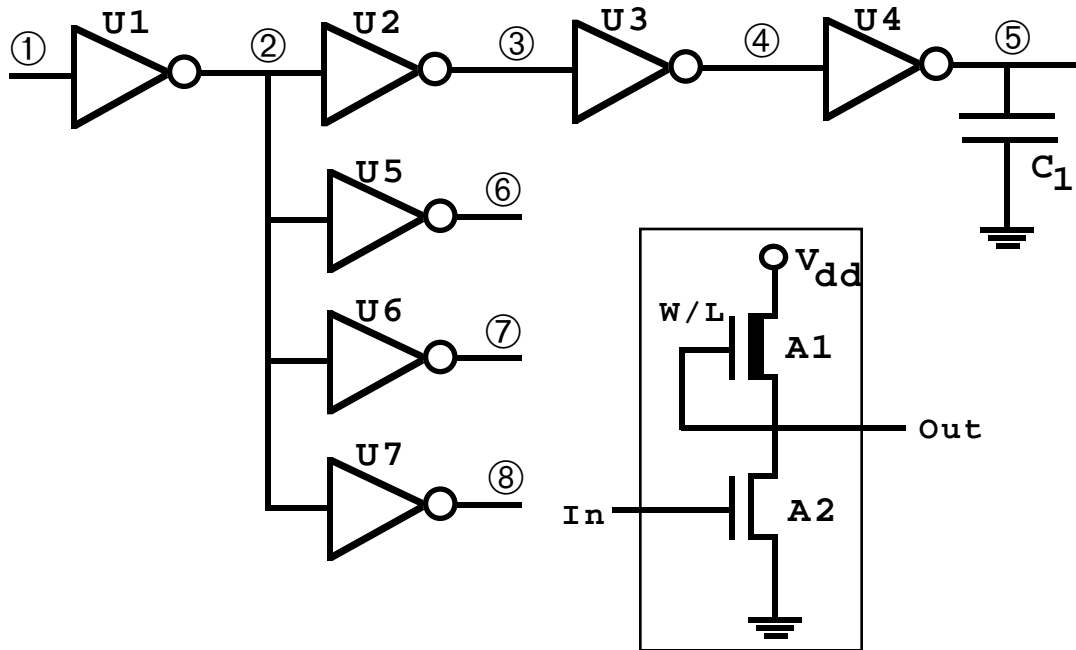 ① U1 ② U2 ③ U3 ④ U4 ⑤
C1
U5 ⑥
U6 ⑦
U7 ⑧
Vdd
W/L A1
Out
In A2